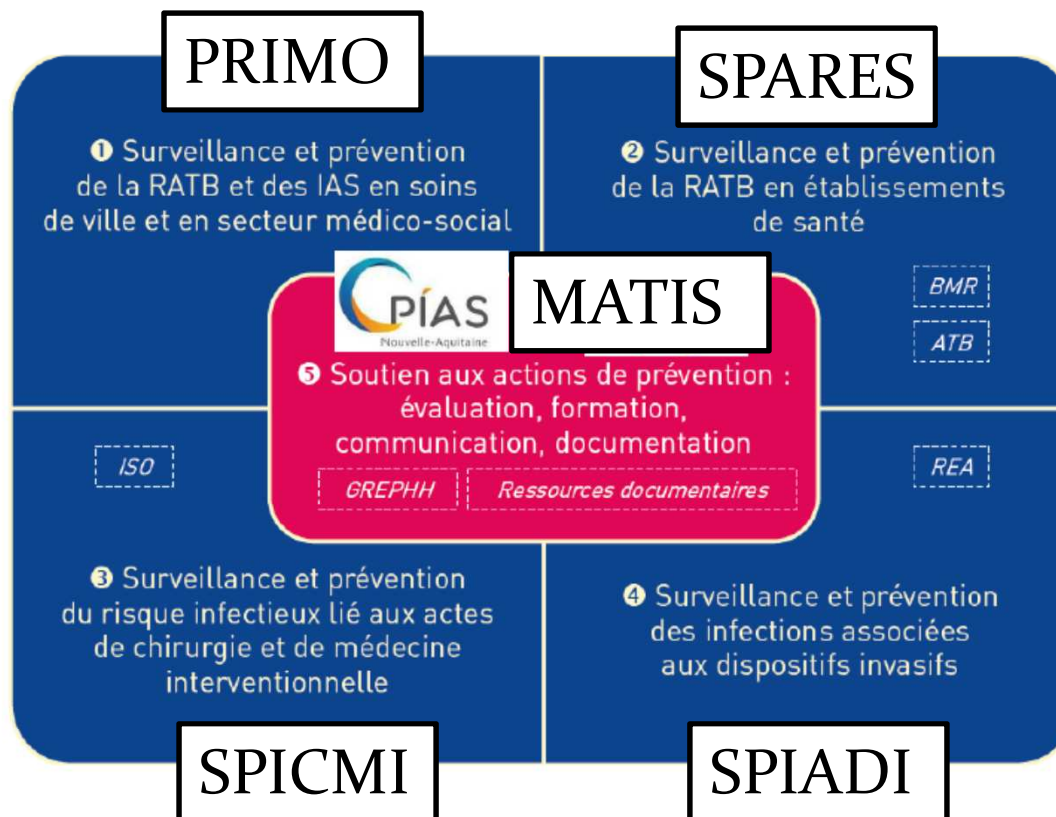 PRIMO
SPARES
❶ Surveillance et prévention
de la RATB et des IAS en soins
de ville et en secteur médico-social
❷ Surveillance et prévention
de la RATB en établissements
de santé
BMR
ATB
CPÍAS
Nouvelle-Aquitaine
MATIS
❺ Soutien aux actions de prévention :
évaluation, formation,
communication, documentation
GREPHH
Ressources documentaires
ISO
REA
❸ Surveillance et prévention
du risque infectieux lié aux actes
de chirurgie et de médecine
interventionnelle
❹ Surveillance et prévention
des infections associées
aux dispositifs invasifs
SPICMI
SPIADI